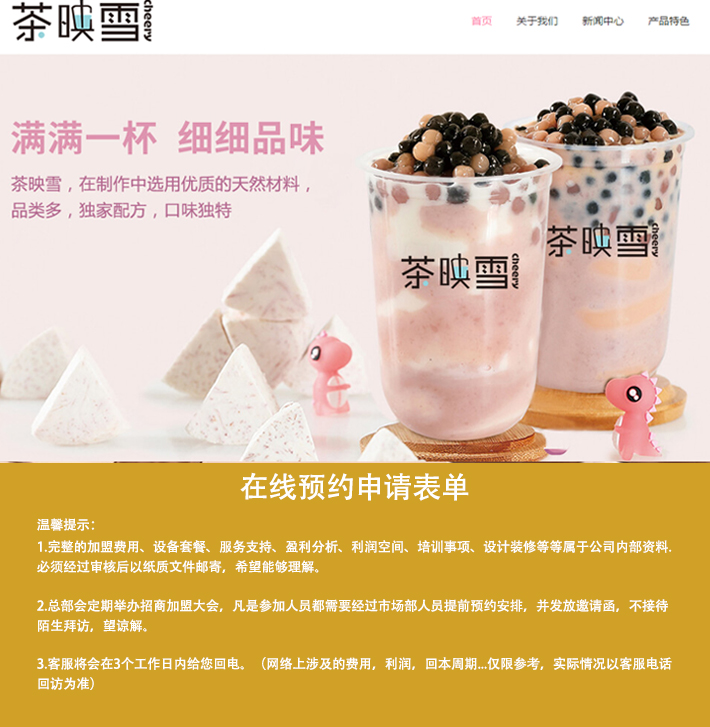 茶映雪 cheery
首页 关于我们 新闻中心 产品特色
满满一杯 细细品味
茶映雪，在制作中选用优质的天然材料，
品类多，独家配方，口味独特
茶映雪 cheery
茶映雪 cheery
在线预约申请表单
温馨提示：
1.完整的加盟费用、设备套餐、服务支持、盈利分析、利润空间、培训事项、设计装修等等属于公司内部资料.
必须经过审核后以纸质文件邮寄，希望能够理解。
2.总部会定期举办招商加盟大会，凡是参加人员都需要经过市场部人员提前预约安排，并发放邀请函，不接待
陌生拜访，望谅解。
3.客服将会在3个工作日内给您回电。（网络上涉及的费用，利润，回本周期...仅限参考，实际情况以客服电话
回访为准）